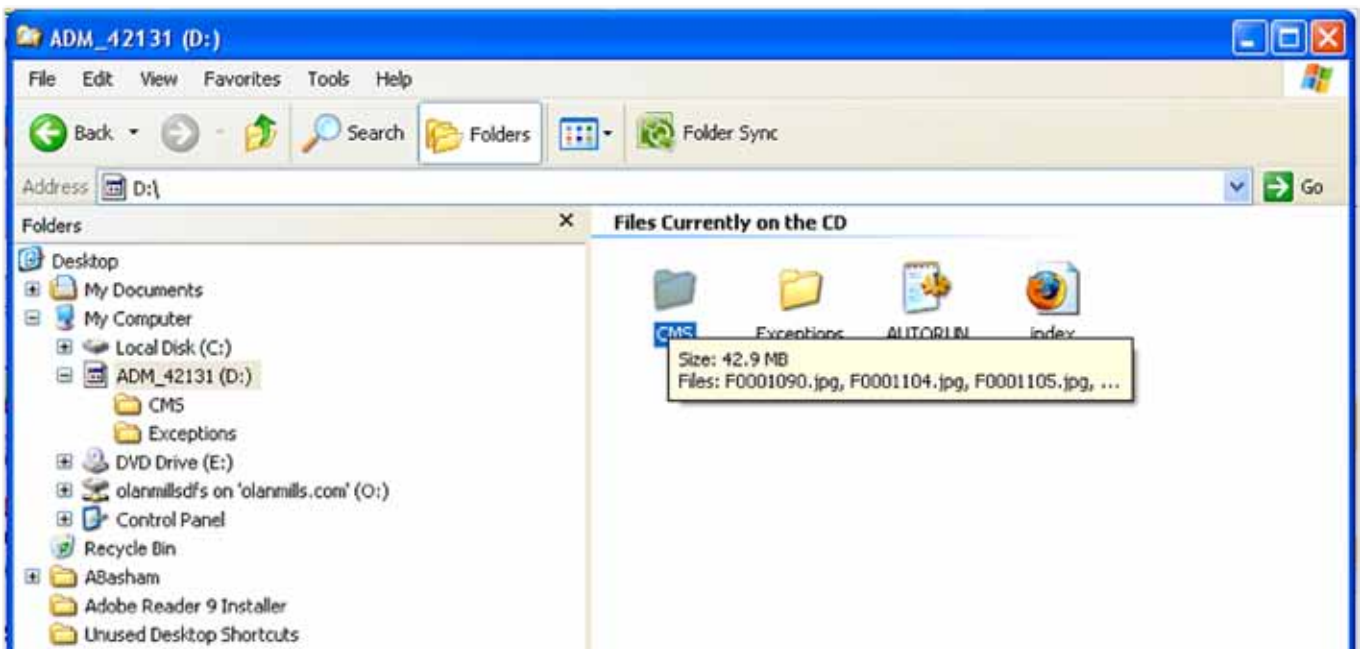 ADM_42131 (D:)
File Edit View Favorites Tools Help
Back Search Folders Folder Sync
Address D:\ Go
Folders
Files Currently on the CD
Desktop
My Documents
My Computer
Local Disk (C:)
ADM_42131 (D:)
CMS
Exceptions
DVD Drive (E:)
olanmillsdfs on 'olanmills.com' (O:)
Control Panel
Recycle Bin
ABasham
Adobe Reader 9 Installer
Unused Desktop Shortcuts
CMS Exceptions AUTORUN index
Size: 42.9 MB
Files: F0001090.jpg, F0001104.jpg, F0001105.jpg, ...